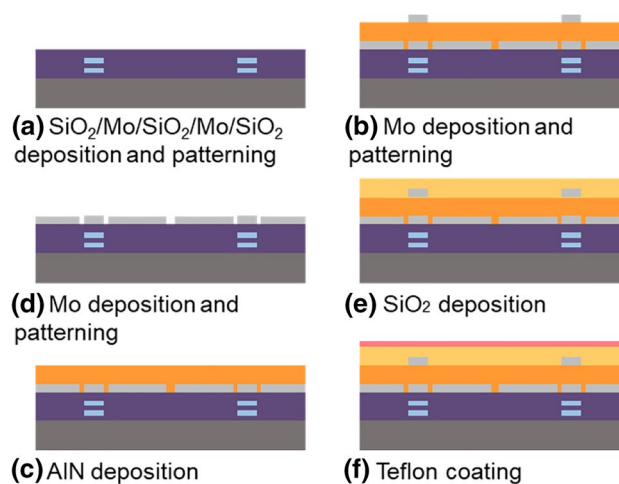 (a) SiO₂/Mo/SiO₂/Mo/SiO₂
deposition and patterning
(b) Mo deposition and
patterning
(d) Mo deposition and
patterning
(e) SiO₂ deposition
(c) AlN deposition
(f) Teflon coating